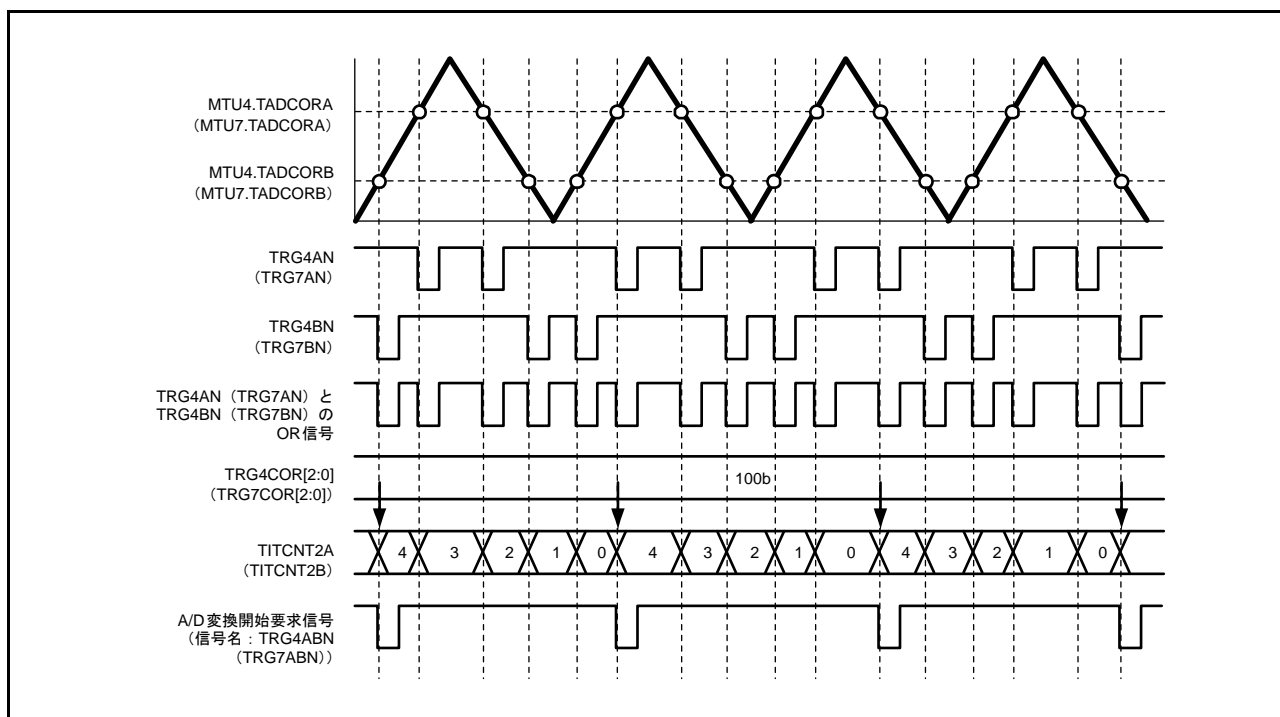 MTU4.TADCORA
（MTU7.TADCORA）
MTU4.TADCORB
（MTU7.TADCORB）
TRG4AN
（TRG7AN）
TRG4BN
（TRG7BN）
TRG4AN（TRG7AN）と
TRG4BN（TRG7BN）の
OR信号
TRG4COR[2:0]
（TRG7COR[2:0]）
100b
TITCNT2A
（TITCNT2B）
4 3 2 1 0 4 3 2 1 0 4 3 2 1 0
A/D変換開始要求信号
（信号名：TRG4ABN
（TRG7ABN））